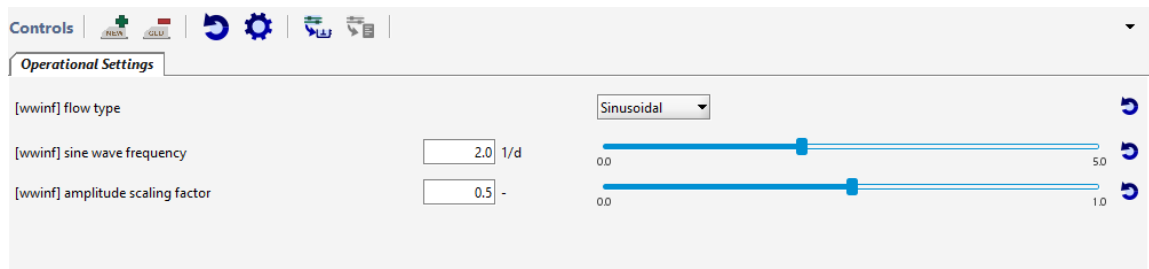 Controls NEW OLD
Operational Settings
[wwinf] flow type Sinusoidal
[wwinf] sine wave frequency 2.0 1/d 0.0 5.0
[wwinf] amplitude scaling factor 0.5 - 0.0 1.0